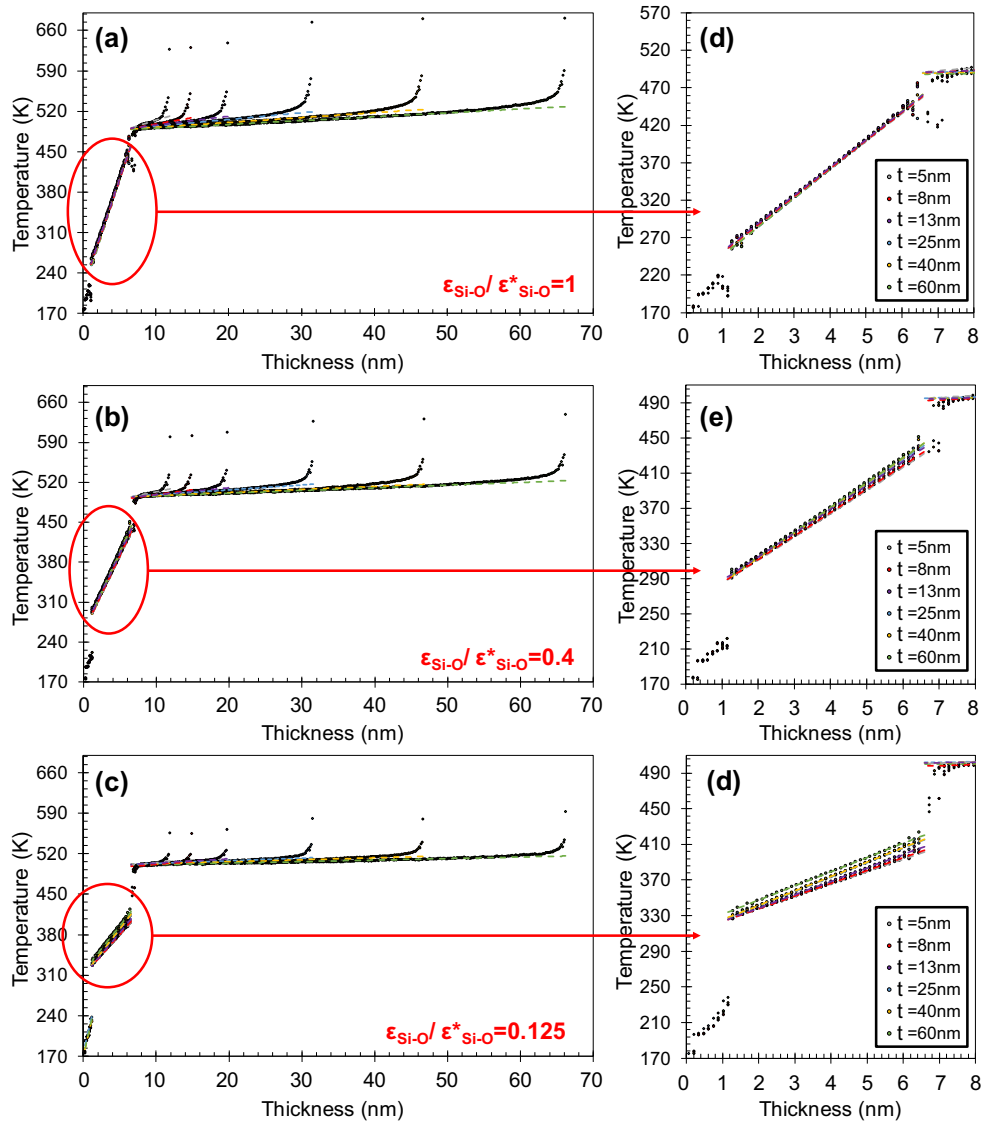 (a)
Temperature (K)
660
590
520
450
380
310
240
170
0 10 20 30 40 50 60 70
Thickness (nm)
εSi-O/ ε*Si-O=1
(d)
Temperature (K)
570
520
470
420
370
320
270
220
170
0 1 2 3 4 5 6 7 8
Thickness (nm)
t =5nm
t =8nm
t =13nm
t =25nm
t =40nm
t =60nm
(b)
Temperature (K)
660
590
520
450
380
310
240
170
0 10 20 30 40 50 60 70
Thickness (nm)
εSi-O/ ε*Si-O=0.4
(e)
Temperature (K)
490
450
410
370
330
290
250
210
170
0 1 2 3 4 5 6 7 8
Thickness (nm)
t =5nm
t =8nm
t =13nm
t =25nm
t =40nm
t =60nm
(c)
Temperature (K)
660
590
520
450
380
310
240
170
0 10 20 30 40 50 60 70
Thickness (nm)
εSi-O/ ε*Si-O=0.125
(d)
Temperature (K)
490
450
410
370
330
290
250
210
170
0 1 2 3 4 5 6 7 8
Thickness (nm)
t =5nm
t =8nm
t =13nm
t =25nm
t =40nm
t =60nm